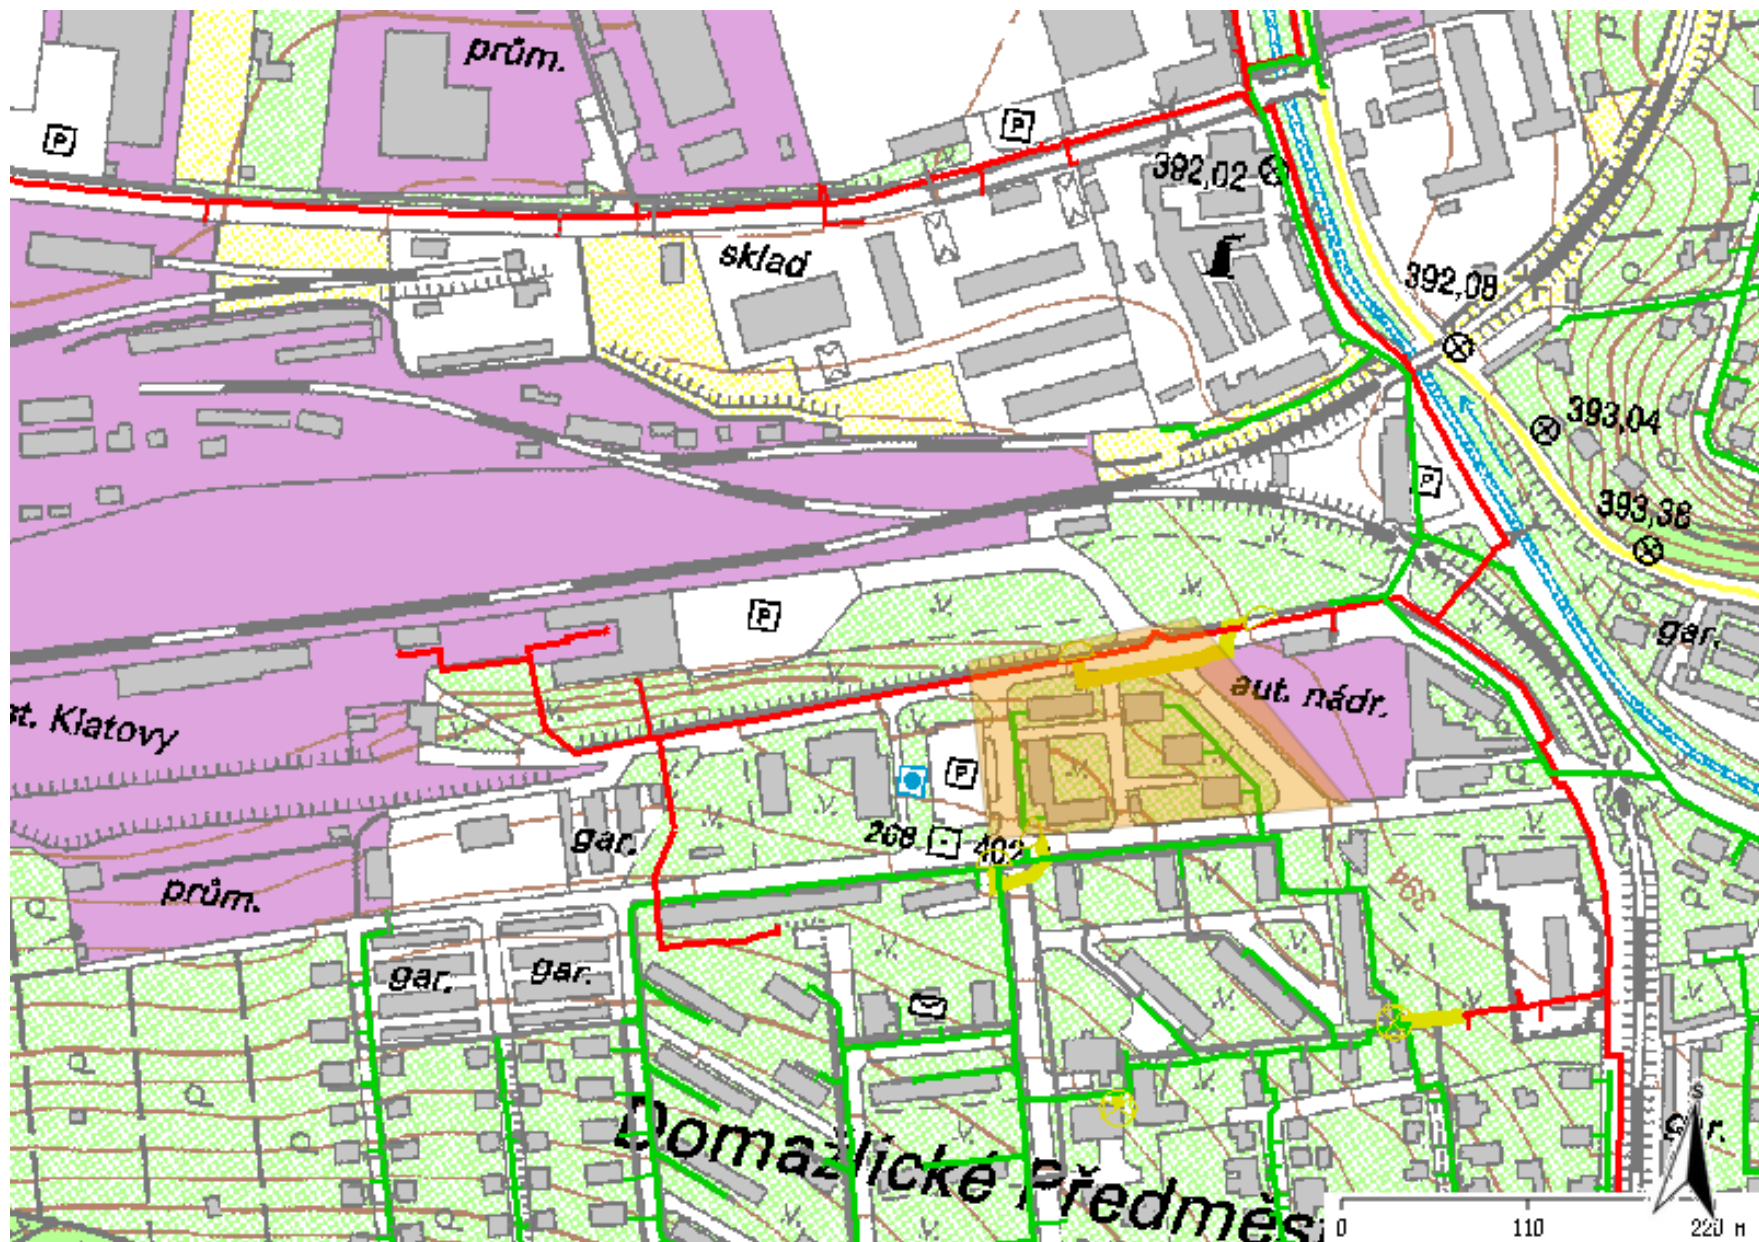 prům.
P
P
392,02
sklad
392,08
393,04
P
393,38
P
gar.
st. Klatovy
aut. nádr.
P
gar.
268
402
394
prům.
gar.
gar.
Domažlické Předměs
S
gar.
0
110
220 M